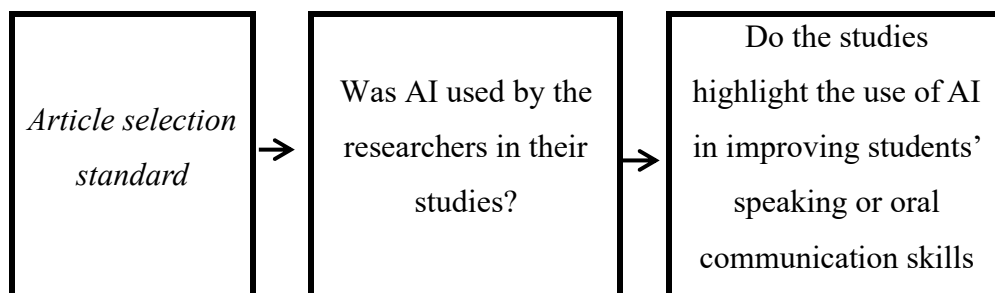 Article selection
standard
Was AI used by the
researchers in their
studies?
Do the studies
highlight the use of AI
in improving students’
speaking or oral
communication skills